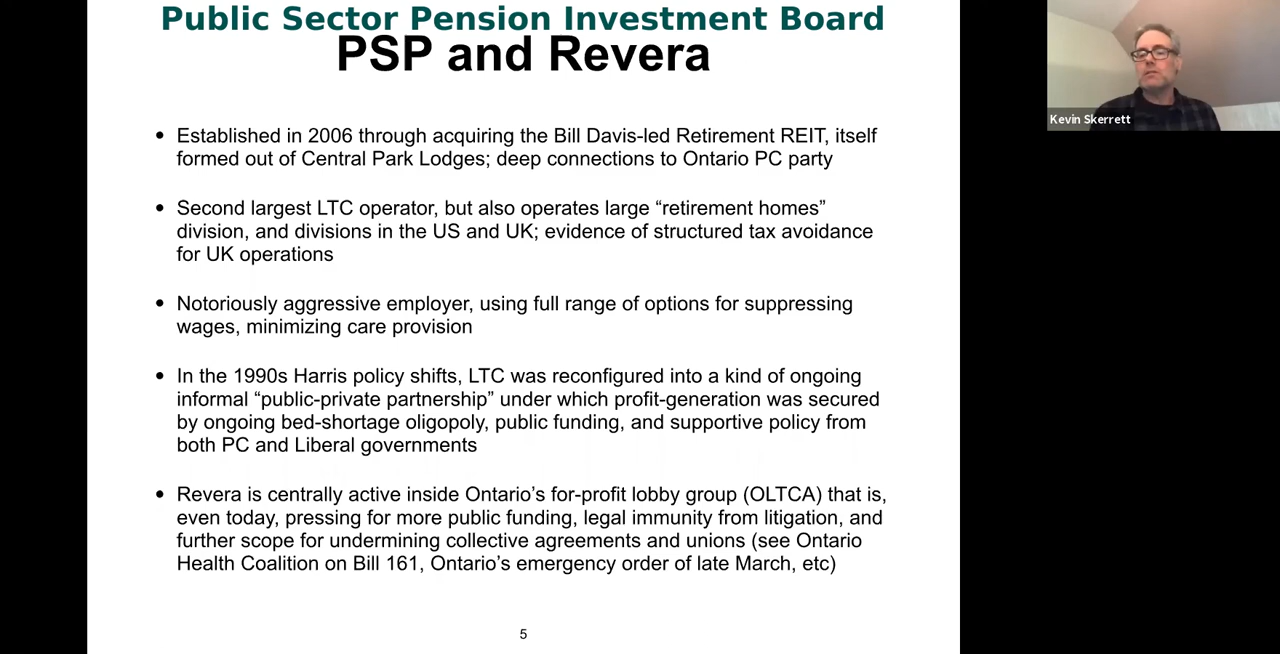 Public Sector Pension Investment Board
PSP and Revera
Kevin Skerrett
• Established in 2006 through acquiring the Bill Davis-led Retirement REIT, itself
formed out of Central Park Lodges; deep connections to Ontario PC party
• Second largest LTC operator, but also operates large “retirement homes”
division, and divisions in the US and UK; evidence of structured tax avoidance
for UK operations
• Notoriously aggressive employer, using full range of options for suppressing
wages, minimizing care provision
• In the 1990s Harris policy shifts, LTC was reconfigured into a kind of ongoing
informal “public-private partnership” under which profit-generation was secured
by ongoing bed-shortage oligopoly, public funding, and supportive policy from
both PC and Liberal governments
• Revera is centrally active inside Ontario’s for-profit lobby group (OLTCA) that is,
even today, pressing for more public funding, legal immunity from litigation, and
further scope for undermining collective agreements and unions (see Ontario
Health Coalition on Bill 161, Ontario’s emergency order of late March, etc)
5